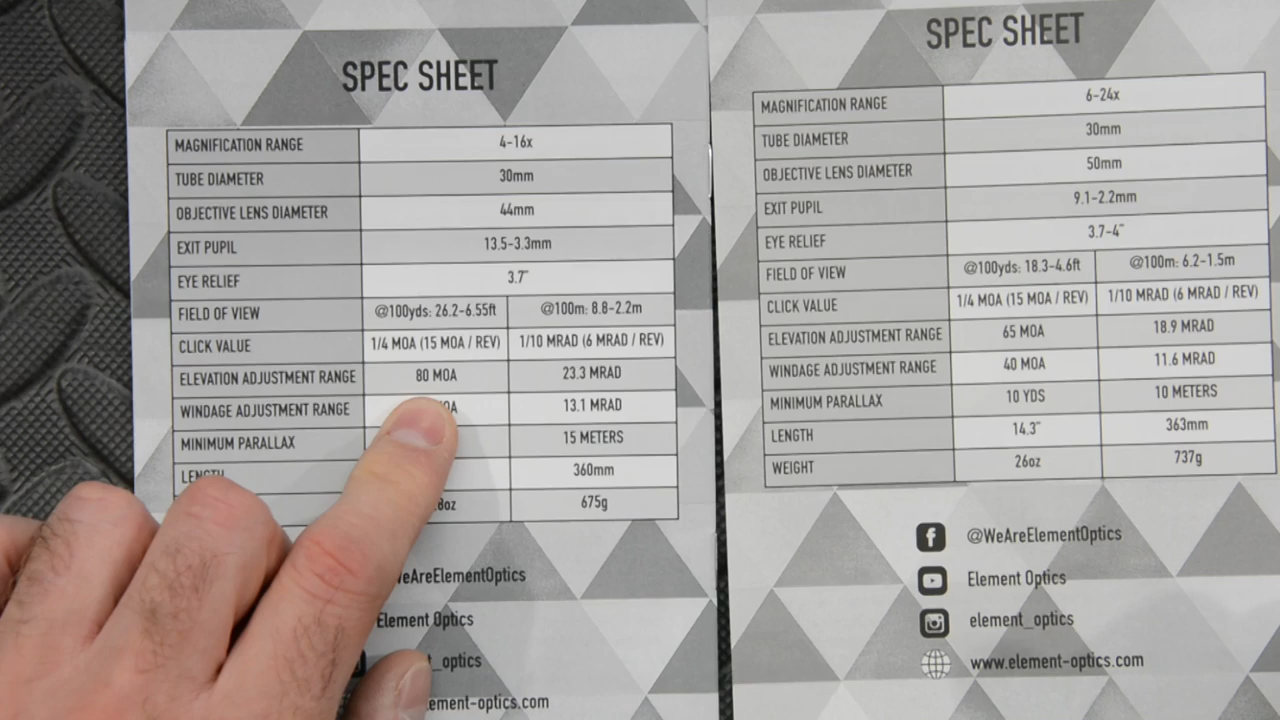 SPEC SHEET
MAGNIFICATION RANGE 4-16x
TUBE DIAMETER 30mm
OBJECTIVE LENS DIAMETER 44mm
EXIT PUPIL 13.5-3.3mm
EYE RELIEF 3.7"
FIELD OF VIEW @100yds: 26.2-6.55ft @100m: 8.8-2.2m
CLICK VALUE 1/4 MOA (15 MOA / REV) 1/10 MRAD (6 MRAD / REV)
ELEVATION ADJUSTMENT RANGE 80 MOA 23.3 MRAD
WINDAGE ADJUSTMENT RANGE 13.1 MRAD
MINIMUM PARALLAX 15 METERS
LENGTH 360mm
.8oz 675g
WeAreElementOptics
Element Optics
_optics
ement-optics.com
SPEC SHEET
MAGNIFICATION RANGE 6-24x
TUBE DIAMETER 30mm
OBJECTIVE LENS DIAMETER 50mm
EXIT PUPIL 9.1-2.2mm
EYE RELIEF 3.7-4"
FIELD OF VIEW @100yds: 18.3-4.6ft @100m: 6.2-1.5m
CLICK VALUE 1/4 MOA (15 MOA / REV) 1/10 MRAD (6 MRAD / REV)
ELEVATION ADJUSTMENT RANGE 65 MOA 18.9 MRAD
WINDAGE ADJUSTMENT RANGE 40 MOA 11.6 MRAD
MINIMUM PARALLAX 10 YDS 10 METERS
LENGTH 14.3" 363mm
WEIGHT 26oz 737g
@WeAreElementOptics
Element Optics
element_optics
www.element-optics.com